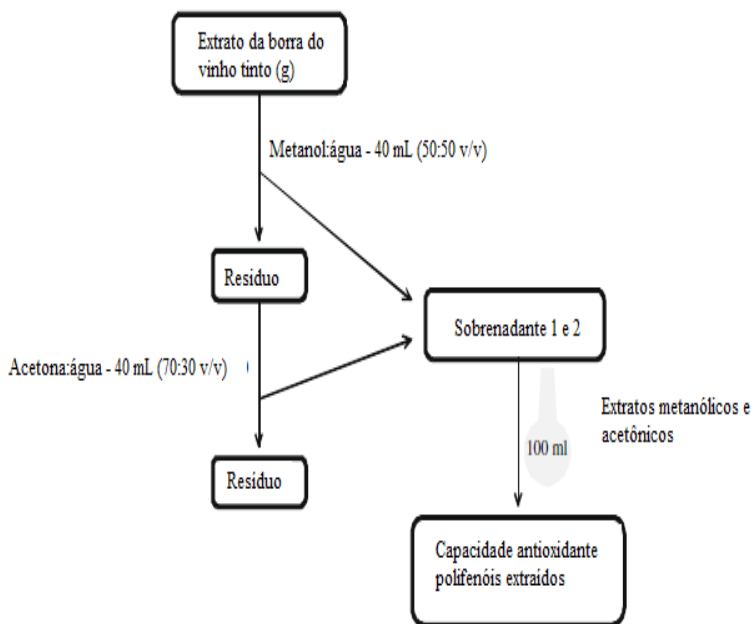 Extrato da borra do
vinho tinto (g)
Metanol:água - 40 mL (50:50 v/v)
Resíduo
Sobrenadante 1 e 2
Acetona:água - 40 mL (70:30 v/v)
Extratos metanólicos e
acetônicos
100 ml
Resíduo
Capacidade antioxidante
polifenóis extraídos